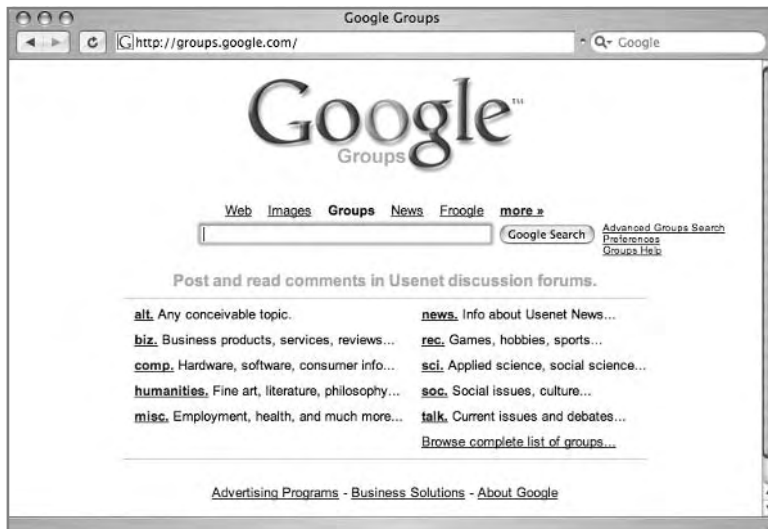 Google Groups
G http://groups.google.com/
Q Google
Google™
Groups
Web Images Groups News Froogle more »
Google Search
Advanced Groups Search
Preferences
Groups Help
Post and read comments in Usenet discussion forums.
alt. Any conceivable topic.
biz. Business products, services, reviews...
comp. Hardware, software, consumer info...
humanities. Fine art, literature, philosophy...
misc. Employment, health, and much more...
news. Info about Usenet News...
rec. Games, hobbies, sports...
sci. Applied science, social science...
soc. Social issues, culture...
talk. Current issues and debates...
Browse complete list of groups...
Advertising Programs - Business Solutions - About Google